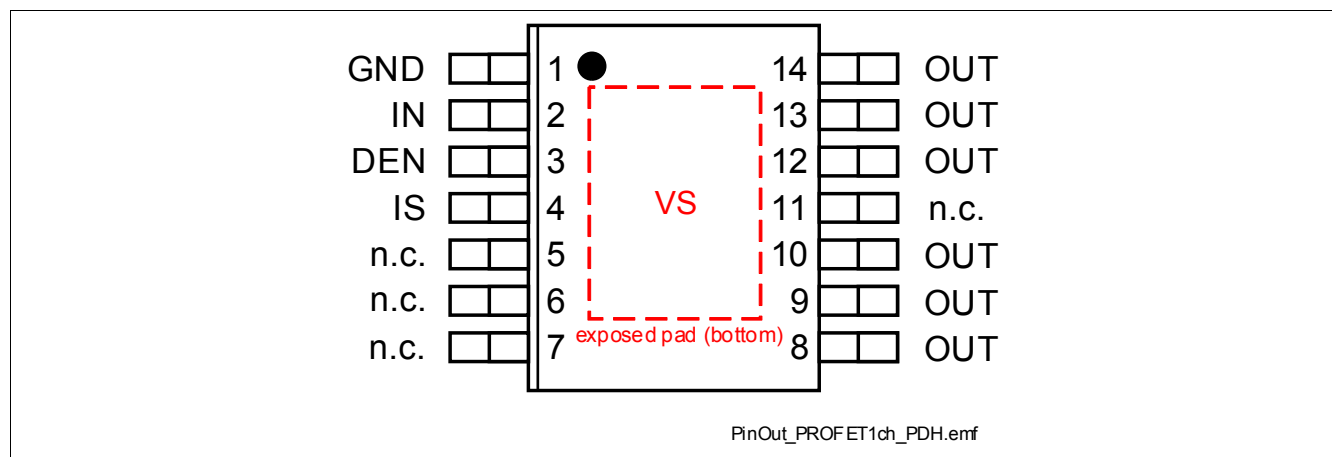 GND 1 14 OUT
IN 2 13 OUT
DEN 3 12 OUT
IS 4 VS 11 n.c.
n.c. 5 10 OUT
n.c. 6 9 OUT
n.c. 7 exposed pad (bottom) 8 OUT
PinOut_PROFET1ch_PDH.emf